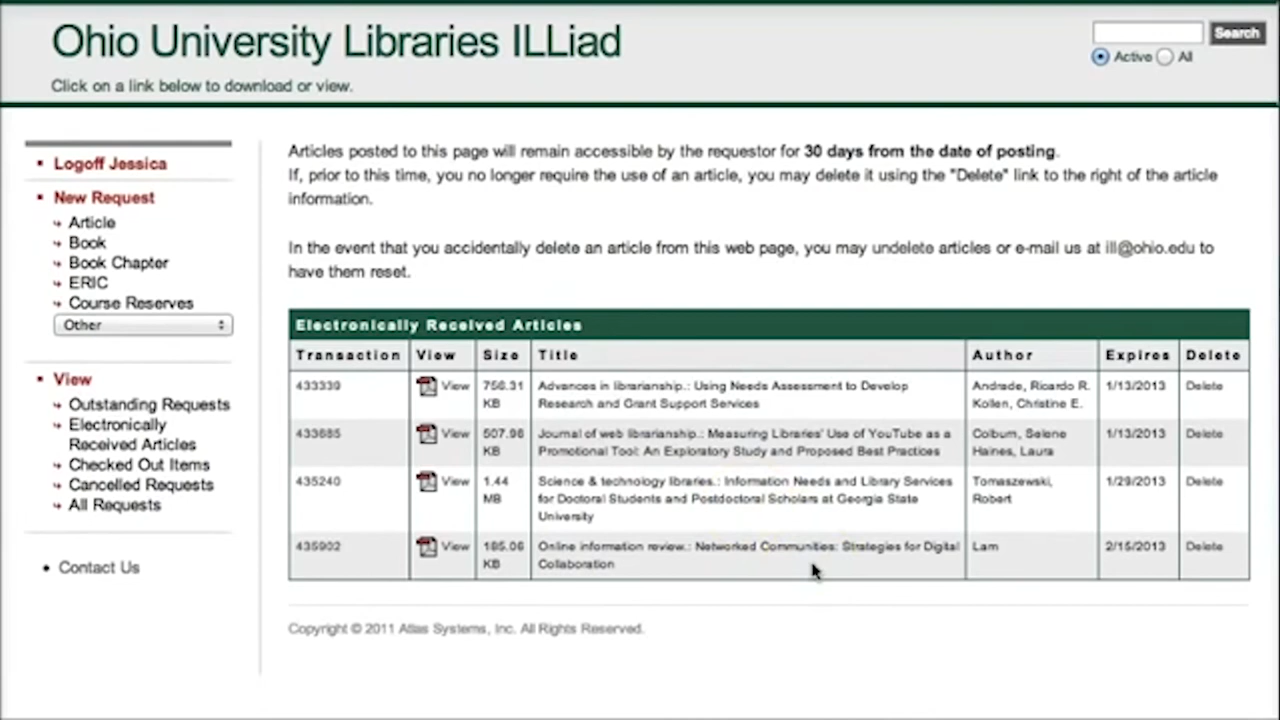 Ohio University Libraries ILLiad
Search
Active All
Click on a link below to download or view.
Logoff Jessica
New Request
Article
Book
Book Chapter
ERIC
Course Reserves
Other
View
Outstanding Requests
Electronically
Received Articles
Checked Out Items
Cancelled Requests
All Requests
Contact Us
Articles posted to this page will remain accessible by the requestor for 30 days from the date of posting.
If, prior to this time, you no longer require the use of an article, you may delete it using the "Delete" link to the right of the article
information.
In the event that you accidentally delete an article from this web page, you may undelete articles or e-mail us at ill@ohio.edu to
have them reset.
Electronically Received Articles
Transaction View Size Title Author Expires Delete
433339 View 756.31 Advances in librarianship.: Using Needs Assessment to Develop Andrade, Ricardo R. 1/13/2013 Delete
KB Research and Grant Support Services Kollen, Christine E.
433685 View 507.98 Journal of web librarianship.: Measuring Libraries' Use of YouTube as a Colburn, Selene 1/13/2013 Delete
KB Promotional Tool: An Exploratory Study and Proposed Best Practices Haines, Laura
435240 View 1.44 Science & technology libraries.: Information Needs and Library Services Tomaszewski, 1/29/2013 Delete
MB for Doctoral Students and Postdoctoral Scholars at Georgia State Robert
University
435902 View 185.06 Online information review.: Networked Communities: Strategies for Digital Lam 2/15/2013 Delete
KB Collaboration
Copyright © 2011 Atlas Systems, Inc. All Rights Reserved.